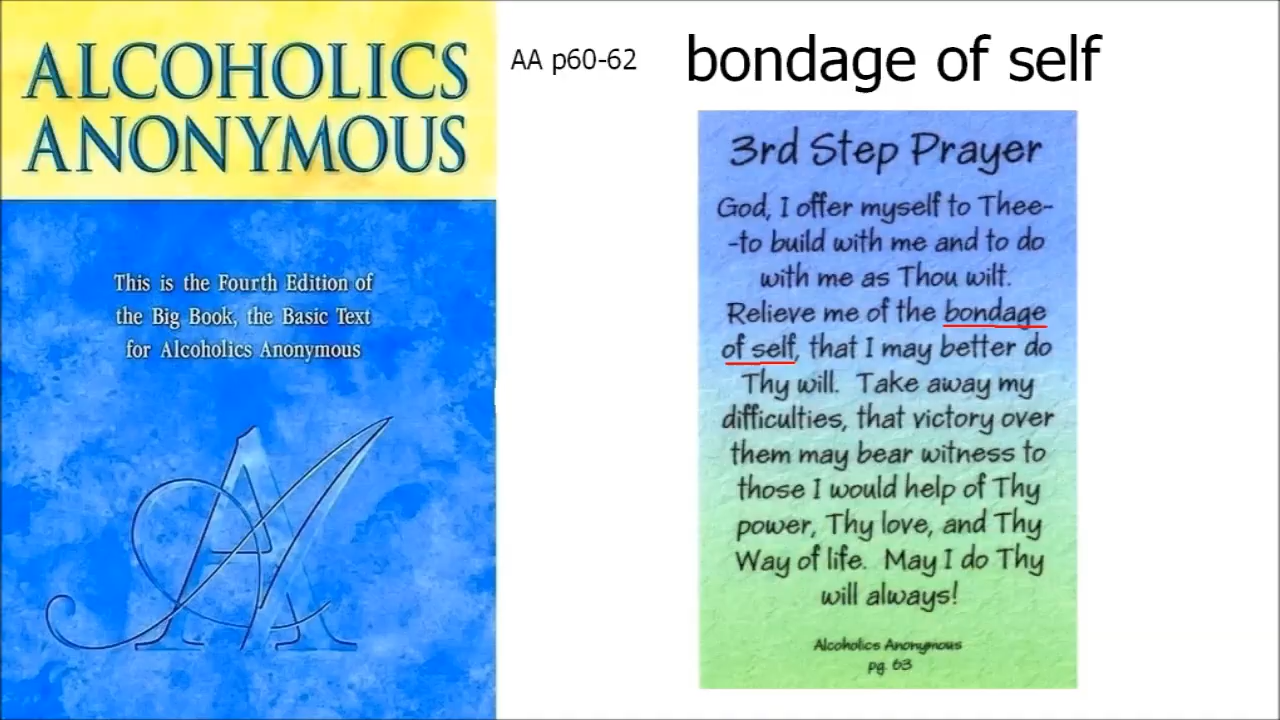 ALCOHOLICS
ANONYMOUS
This is the Fourth Edition of
the Big Book, the Basic Text
for Alcoholics Anonymous
AA
AA p60-62
bondage of self
3rd Step Prayer
God, I offer myself to Thee-
-to build with me and to do
with me as Thou wilt.
Relieve me of the bondage
of self, that I may better do
Thy will. Take away my
difficulties, that victory over
them may bear witness to
those I would help of Thy
power, Thy love, and Thy
Way of life. May I do Thy
will always!
Alcoholics Anonymous
pg. 63